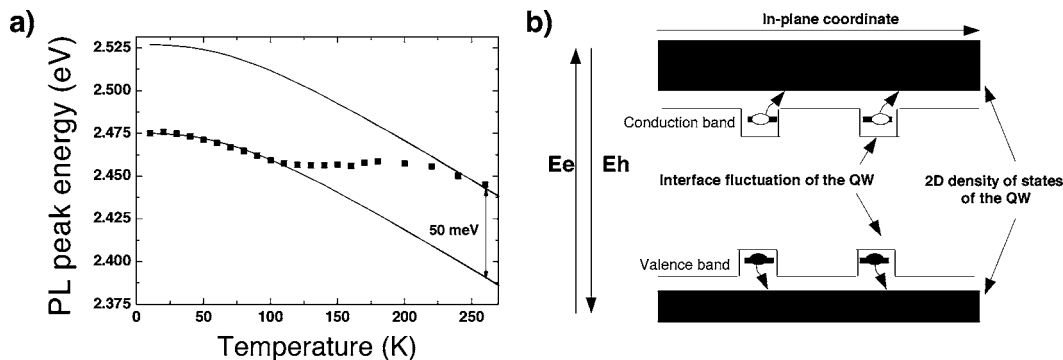 a)
PL peak energy (eV)
2.525
2.500
2.475
2.450
2.425
2.390
2.375
50 meV
0
50
100
150
200
250
Temperature (K)
b)
In-plane coordinate
Conduction band
Ee
Eh
Interface fluctuation of the QW
2D density of states
of the QW
Valence band